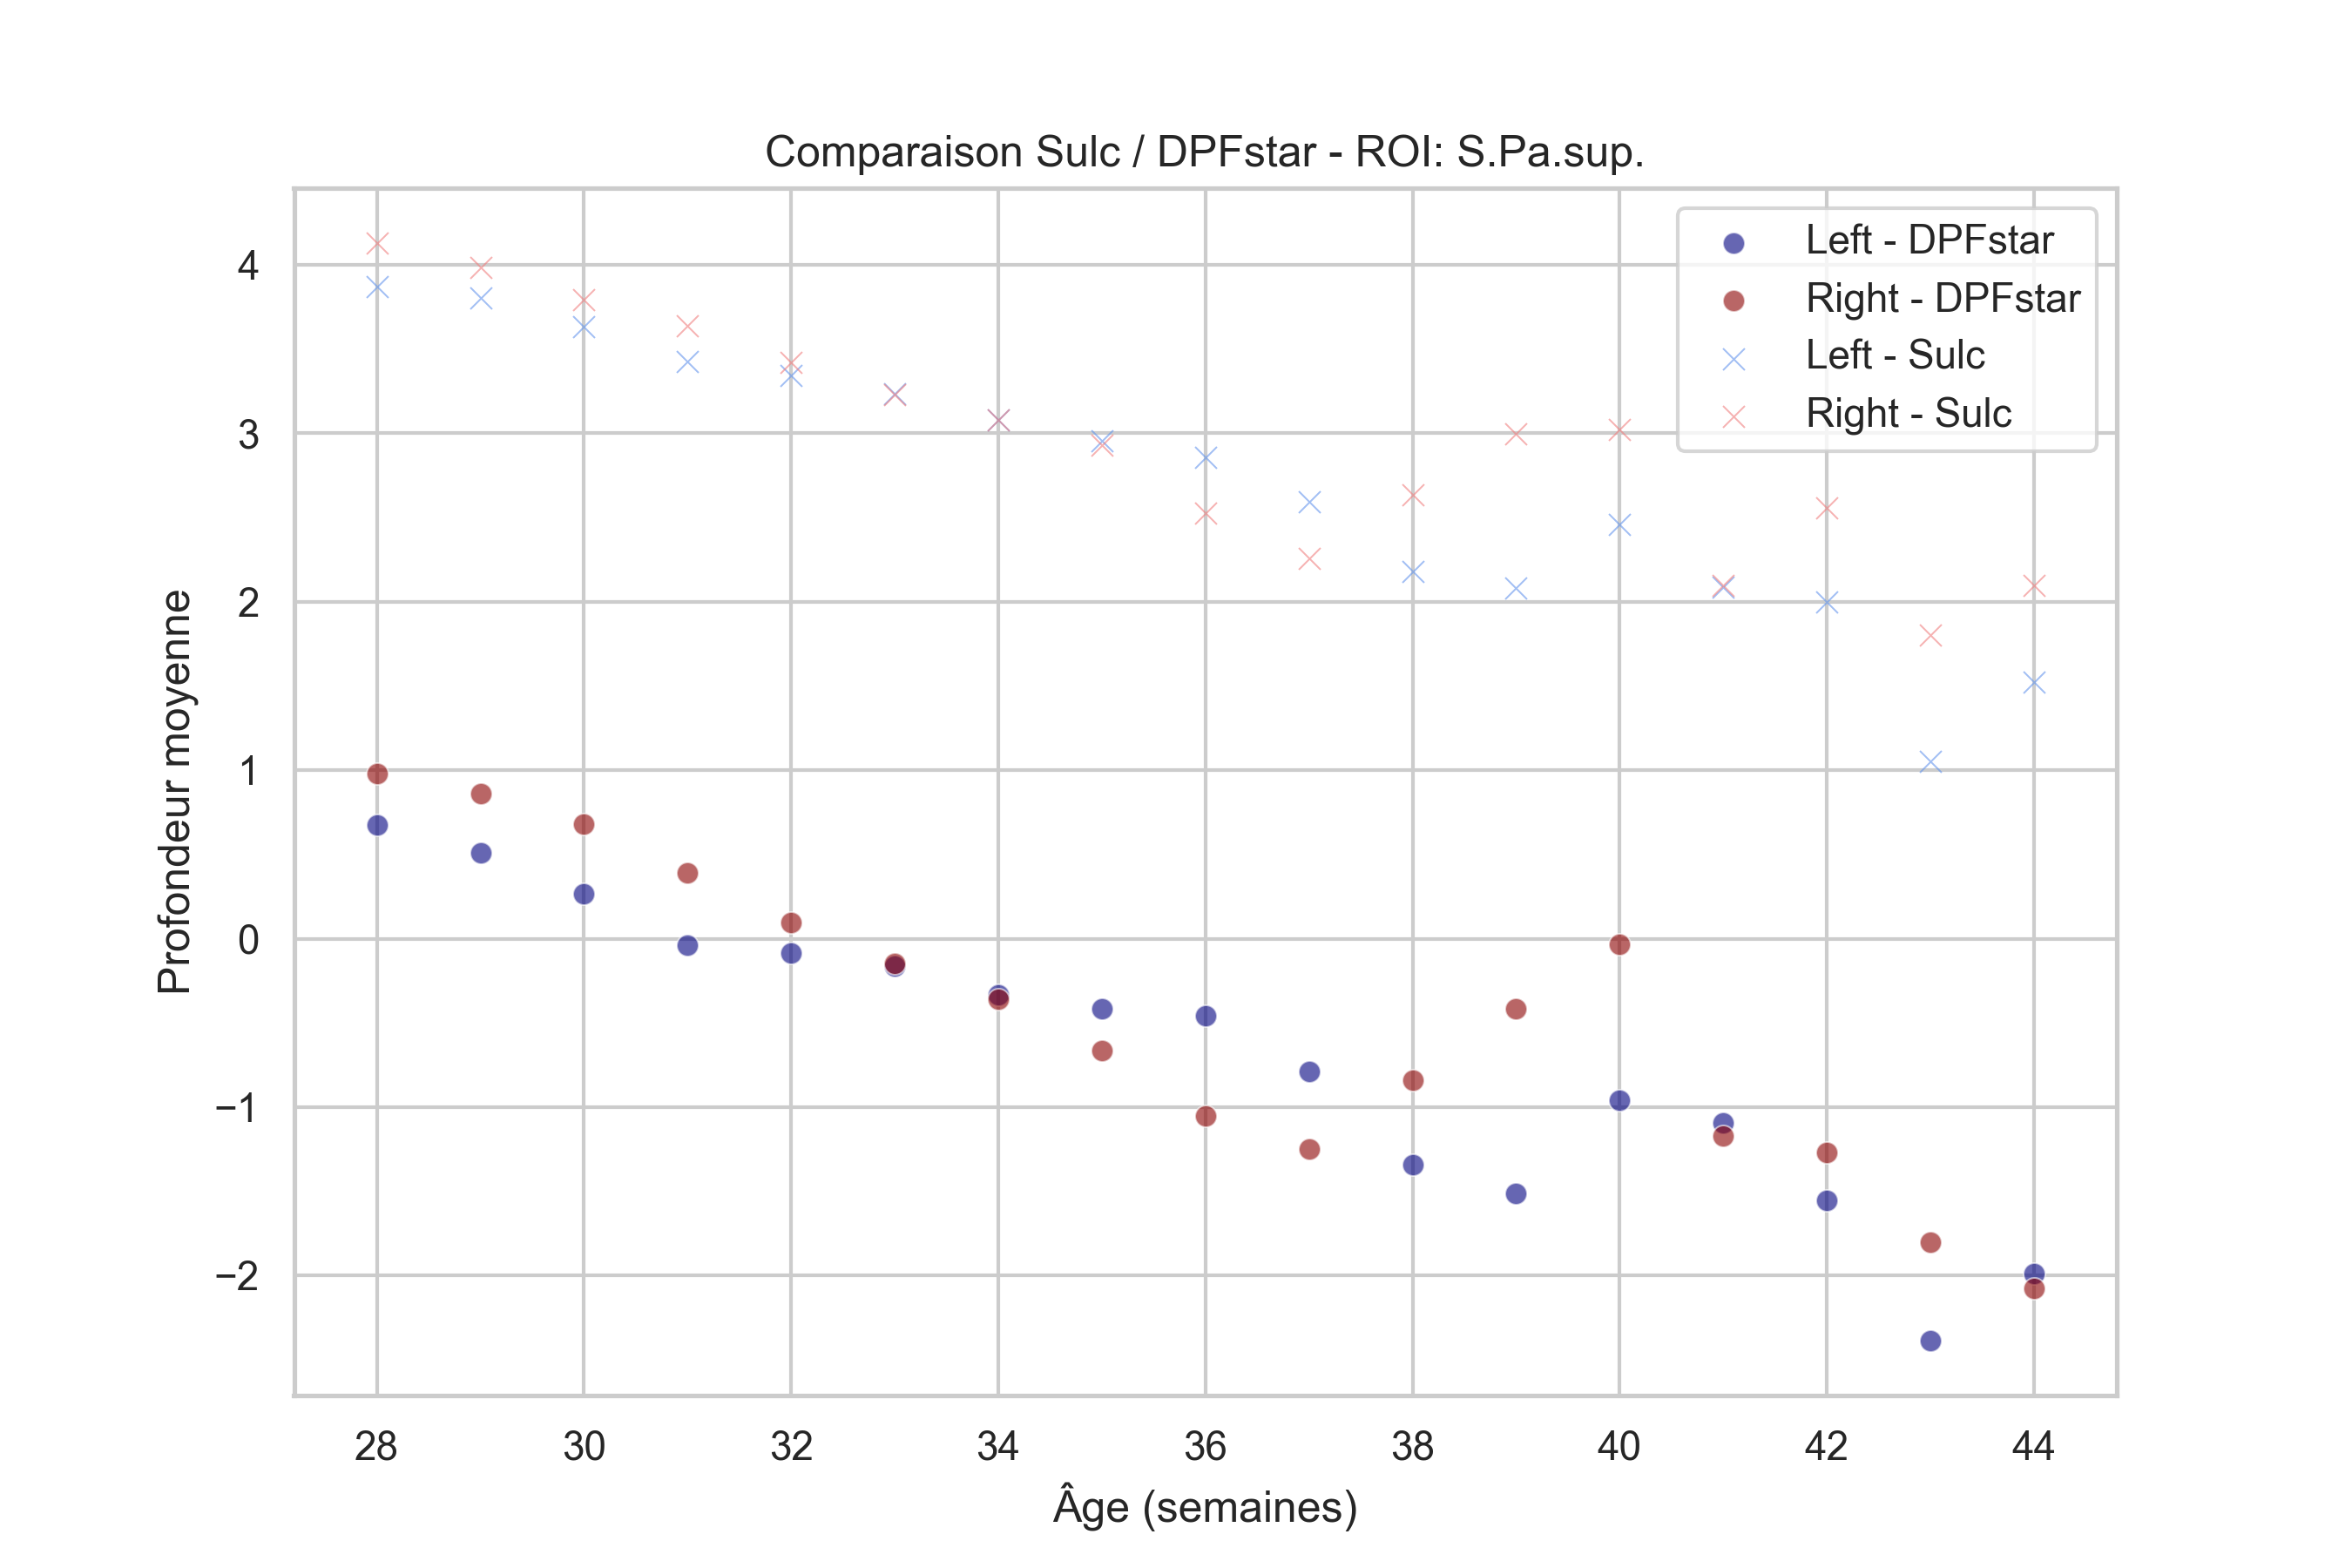 Comparaison Sulc / DPFstar - ROI: S.Pa.sup.
Left - DPFstar
Right - DPFstar
Left - Sulc
Right - Sulc
Profondeur moyenne
4
3
2
1
0
−1
−2
28 30 32 34 36 38 40 42 44
Âge (semaines)